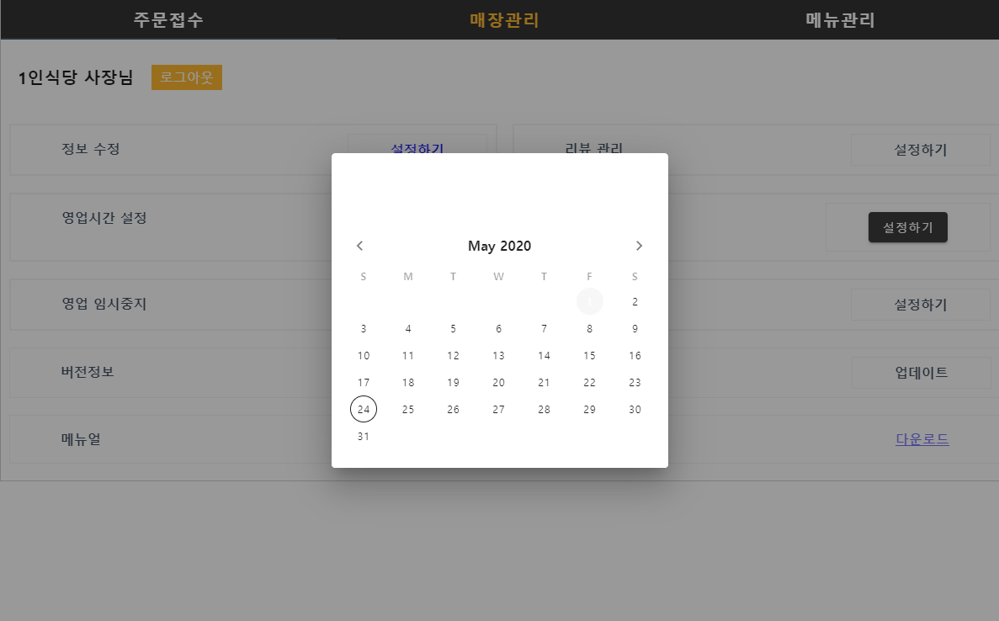 주문접수 매장관리 메뉴관리
1인식당 사장님 로그아웃
정보 수정 설정하기 리뷰 관리 설정하기
영업시간 설정 설정하기
영업 임시중지 설정하기
버전정보 업데이트
메뉴얼 다운로드
May 2020
S M T W T F S
1 2
3 4 5 6 7 8 9
10 11 12 13 14 15 16
17 18 19 20 21 22 23
24 25 26 27 28 29 30
31